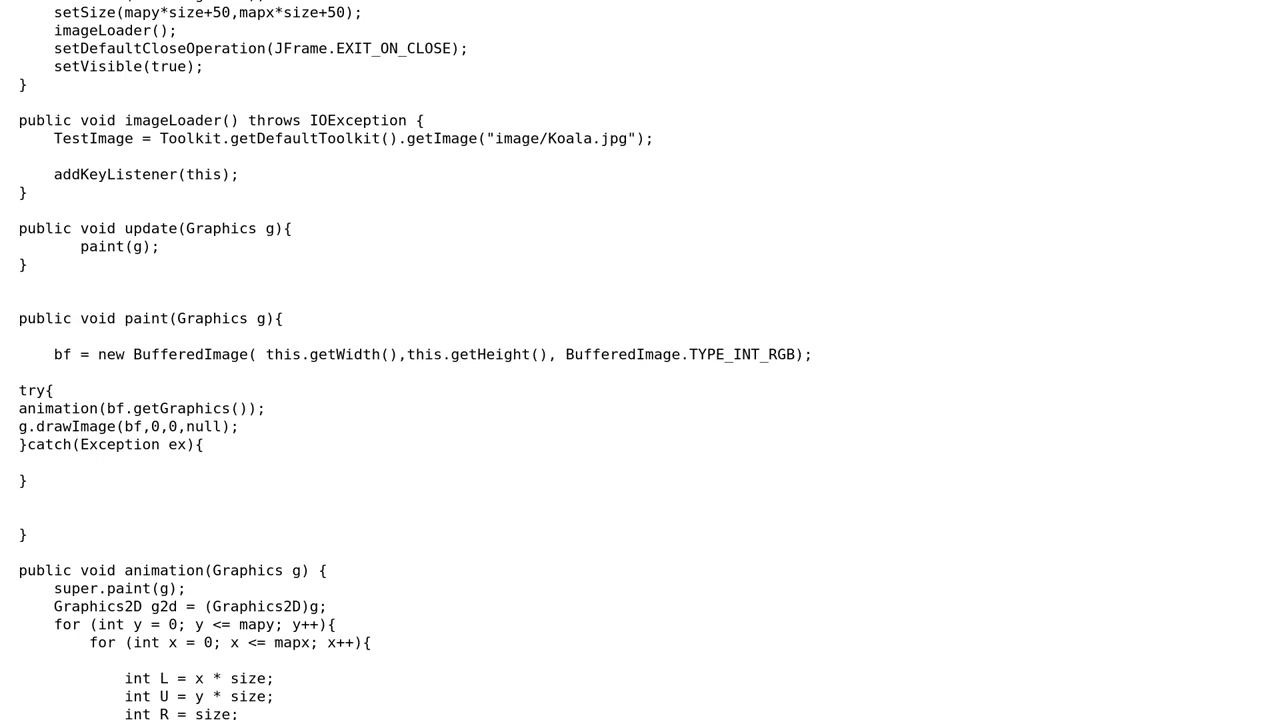 setSize(mapy*size+50,mapx*size+50);
imageLoader();
setDefaultCloseOperation(JFrame.EXIT_ON_CLOSE);
setVisible(true);
}
public void imageLoader() throws IOException {
TestImage = Toolkit.getDefaultToolkit().getImage("image/Koala.jpg");
addKeyListener(this);
}
public void update(Graphics g){
paint(g);
}
public void paint(Graphics g){
bf = new BufferedImage( this.getWidth(),this.getHeight(), BufferedImage.TYPE_INT_RGB);
try{
animation(bf.getGraphics());
g.drawImage(bf,0,0,null);
}catch(Exception ex){
}
}
public void animation(Graphics g) {
super.paint(g);
Graphics2D g2d = (Graphics2D)g;
for (int y = 0; y <= mapy; y++){
for (int x = 0; x <= mapx; x++){
int L = x * size;
int U = y * size;
int R = size;